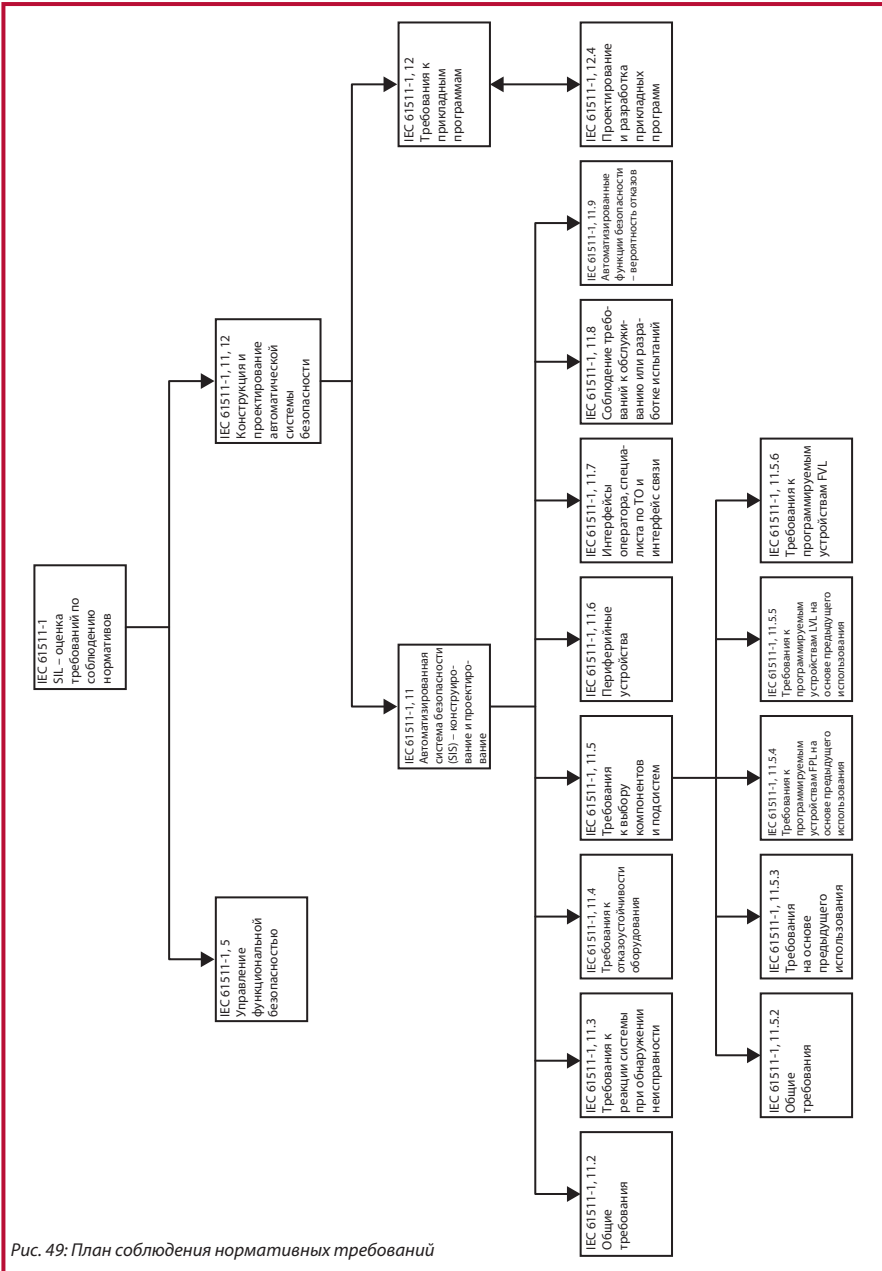 IEC 61511-1
SIL – оценка
требований по
соблюдению
нормативов
IEC 61511-1, 5
Управление
функциональной
безопасностью
IEC 61511-1, 11, 12
Конструкция и
проектирование
автоматической
системы
безопасности
IEC 61511-1, 11
Автоматизированная
система безопасности
(SIS) – конструиро-
вание и проектиро-
вание
IEC 61511-1, 12
Требования к
прикладным
программам
IEC 61511-1, 11.2
Общие
требования
IEC 61511-1, 11.3
Требования к
реакции системы
при обнаружении
неисправности
IEC 61511-1, 11.4
Требования к
отказоустойчивости
оборудования
IEC 61511-1, 11.5
Требования
к выбору
компонентов
и подсистем
IEC 61511-1, 11.6
Периферийные
устройства
IEC 61511-1, 11.7
Интерфейсы
оператора, специа-
листа по ТО и
интерфейс связи
IEC 61511-1, 11.8
Соблюдение требо-
ваний к обслужи-
ванию или разра-
ботке испытаний
IEC 61511-1, 11.9
Автоматизированные
функции безопасности
– вероятность отказов
IEC 61511-1, 12.4
Проектирование
и разработка
прикладных
программ
IEC 61511-1, 11.5.2
Общие
требования
IEC 61511-1, 11.5.3
Требования
на основе
предыдущего
использования
IEC 61511-1, 11.5.4
Требования к
программируемым
устройствам FPL на
основе предыдущего
использования
IEC 61511-1, 11.5.5
Требования к
программируемым
устройствам LVL на
основе предыдущего
использования
IEC 61511-1, 11.5.6
Требования к
программируемым
устройствам FVL
Рис. 49: План соблюдения нормативных требований